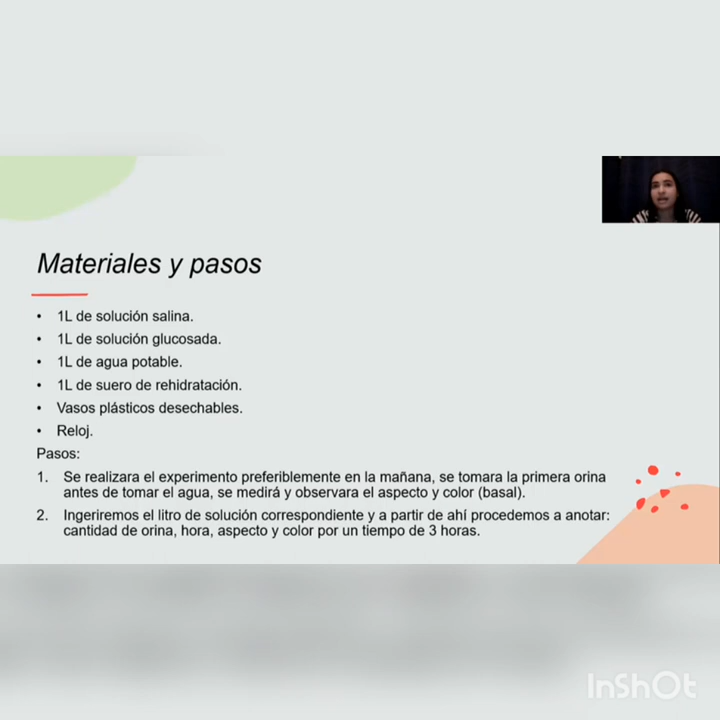 Materiales y pasos
• 1L de solución salina.
• 1L de solución glucosada.
• 1L de agua potable.
• 1L de suero de rehidratación.
• Vasos plásticos desechables.
• Reloj.
Pasos:
1. Se realizara el experimento preferiblemente en la mañana, se tomara la primera orina
antes de tomar el agua, se medirá y observara el aspecto y color (basal).
2. Ingeriremos el litro de solución correspondiente y a partir de ahí procedemos a anotar:
cantidad de orina, hora, aspecto y color por un tiempo de 3 horas.
InShOt